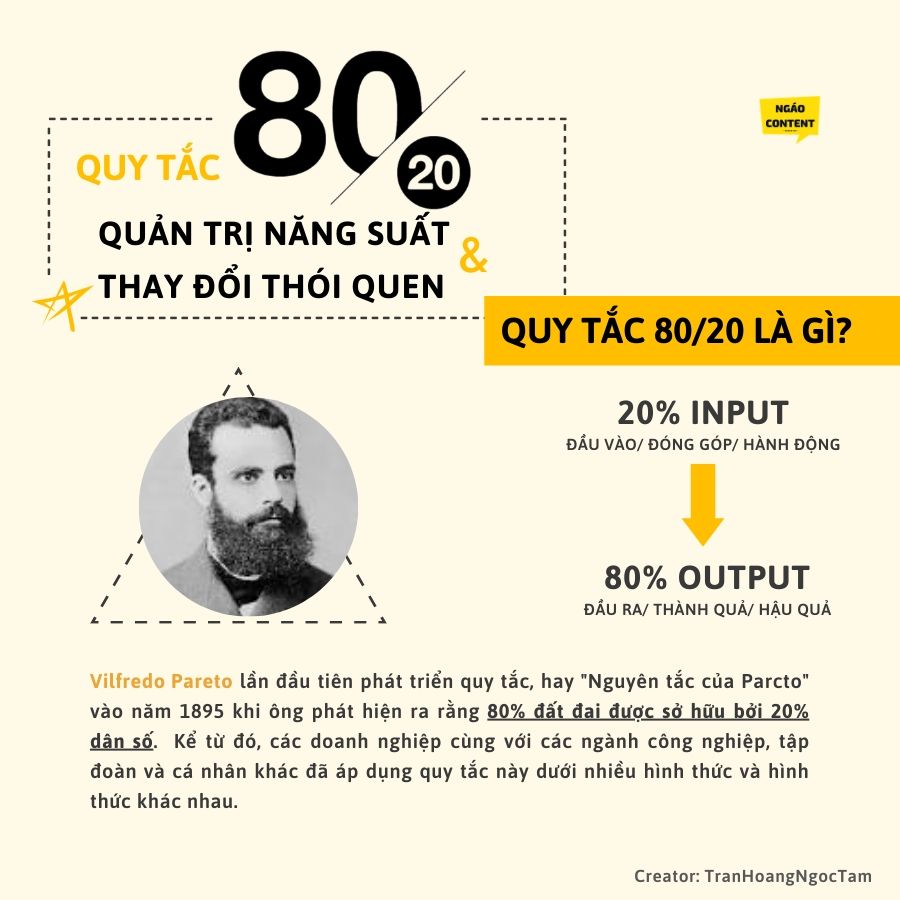 QUY TẮC 80/20
QUẢN TRỊ NĂNG SUẤT &
THAY ĐỔI THÓI QUEN
NGÁO
CONTENT
QUY TẮC 80/20 LÀ GÌ?
20% INPUT
ĐẦU VÀO/ ĐÓNG GÓP/ HÀNH ĐỘNG
80% OUTPUT
ĐẦU RA/ THÀNH QUẢ/ HẬU QUẢ
Vilfredo Pareto lần đầu tiên phát triển quy tắc, hay "Nguyên tắc của Parcto"
vào năm 1895 khi ông phát hiện ra rằng 80% đất đai được sở hữu bởi 20%
dân số. Kể từ đó, các doanh nghiệp cùng với các ngành công nghiệp, tập
đoàn và cá nhân khác đã áp dụng quy tắc này dưới nhiều hình thức và hình
thức khác nhau.
Creator: TranHoangNgocTam